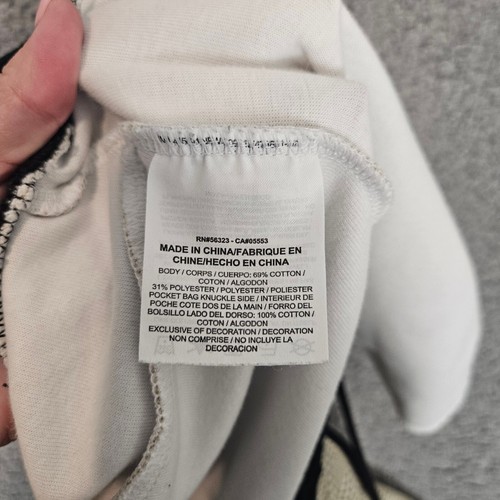 RN#56323 - CA#05553
MADE IN CHINA/FABRIQUE EN
CHINE/HECHO EN CHINA
BODY / CORPS / CUERPO: 69% COTTON /
COTON / ALGODON
31% POLYESTER / POLYESTER / POLIESTER
POCKET BAG KNUCKLE SIDE / INTERIEUR DE
POCHE COTE DOS DE LA MAIN / FORRO DEL
BOLSILLO LADO DEL DORSO: 100% COTTON /
COTON / ALGODON
EXCLUSIVE OF DECORATION / DECORATION
NON COMPRISE / NO INCLUYE LA
DECORACION